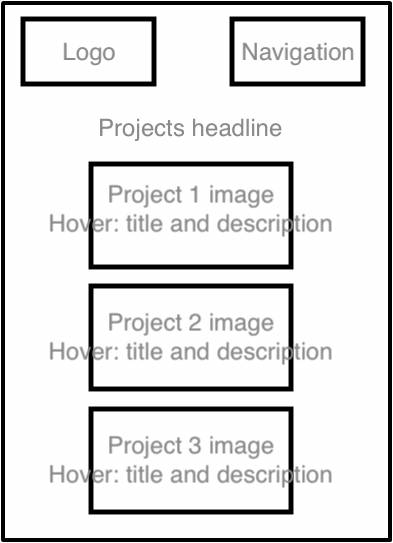 Logo
Navigation
Projects headline
Project 1 image
Hover: title and description
Project 2 image
Hover: title and description
Project 3 image
Hover: title and description